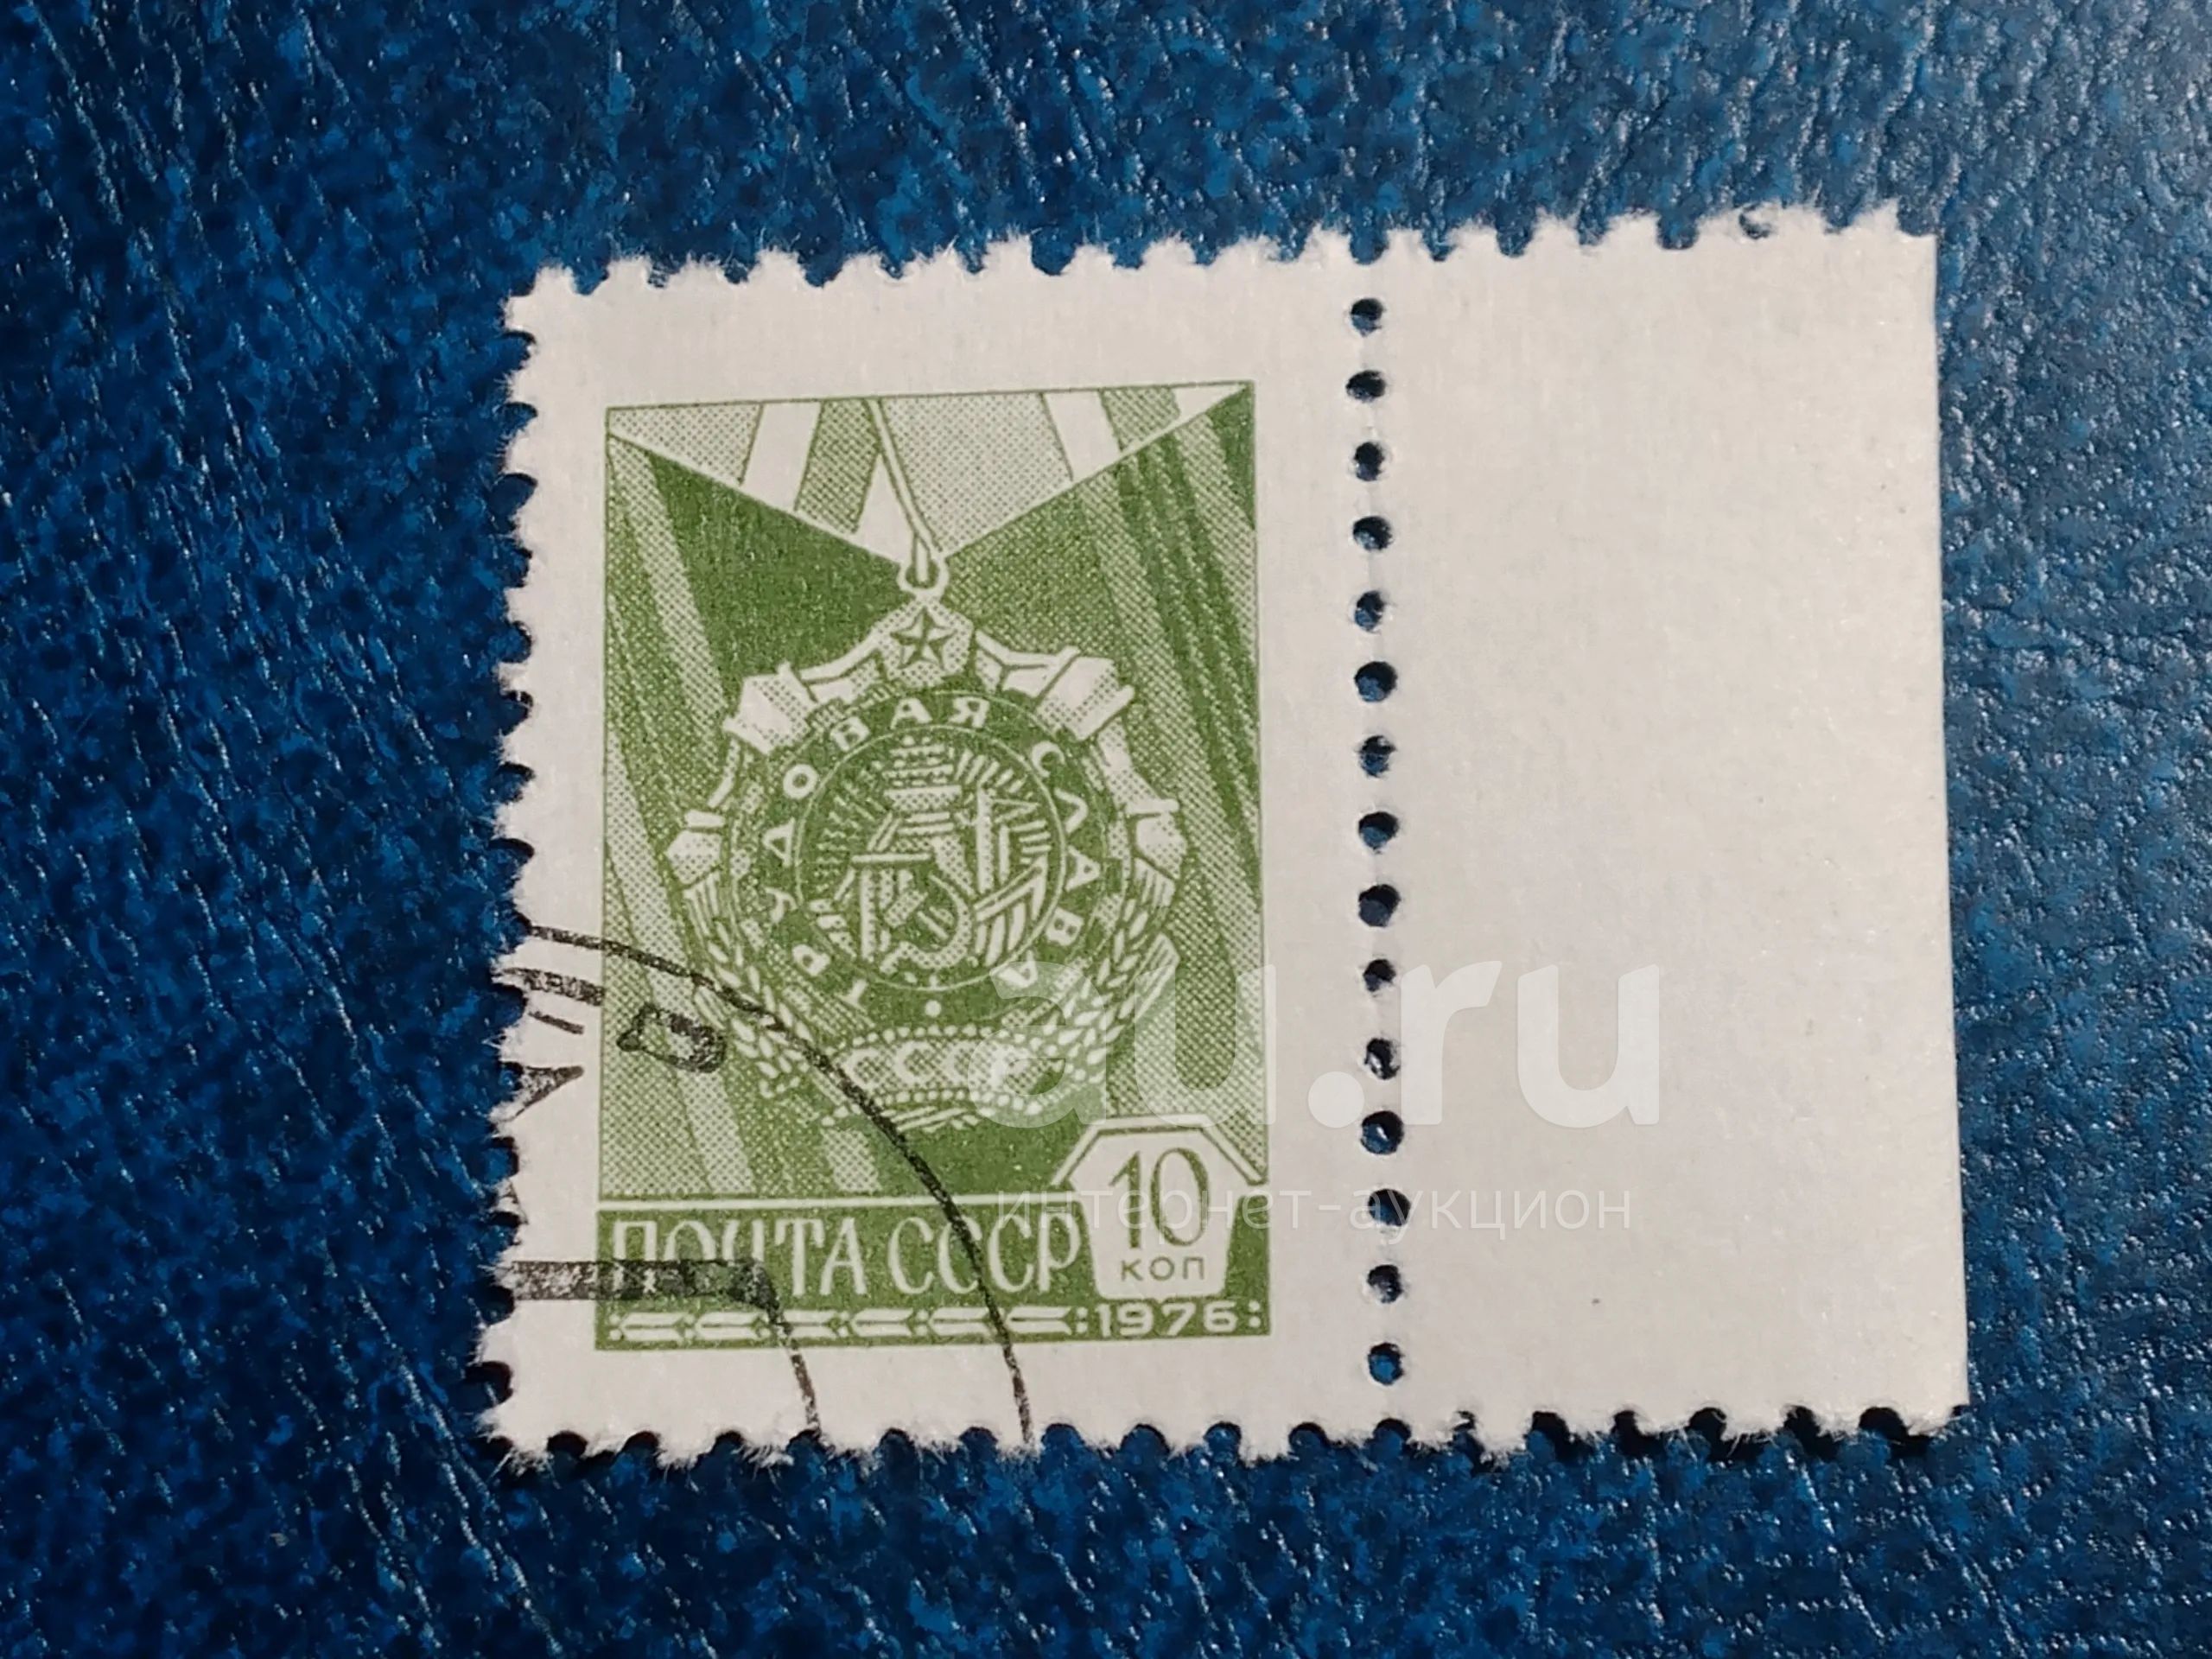 ТРУДОВАЯ СЛАВА
СССР
10
ПОЧТА СССР
КОП
1976
au.ru
интернет-аукцион